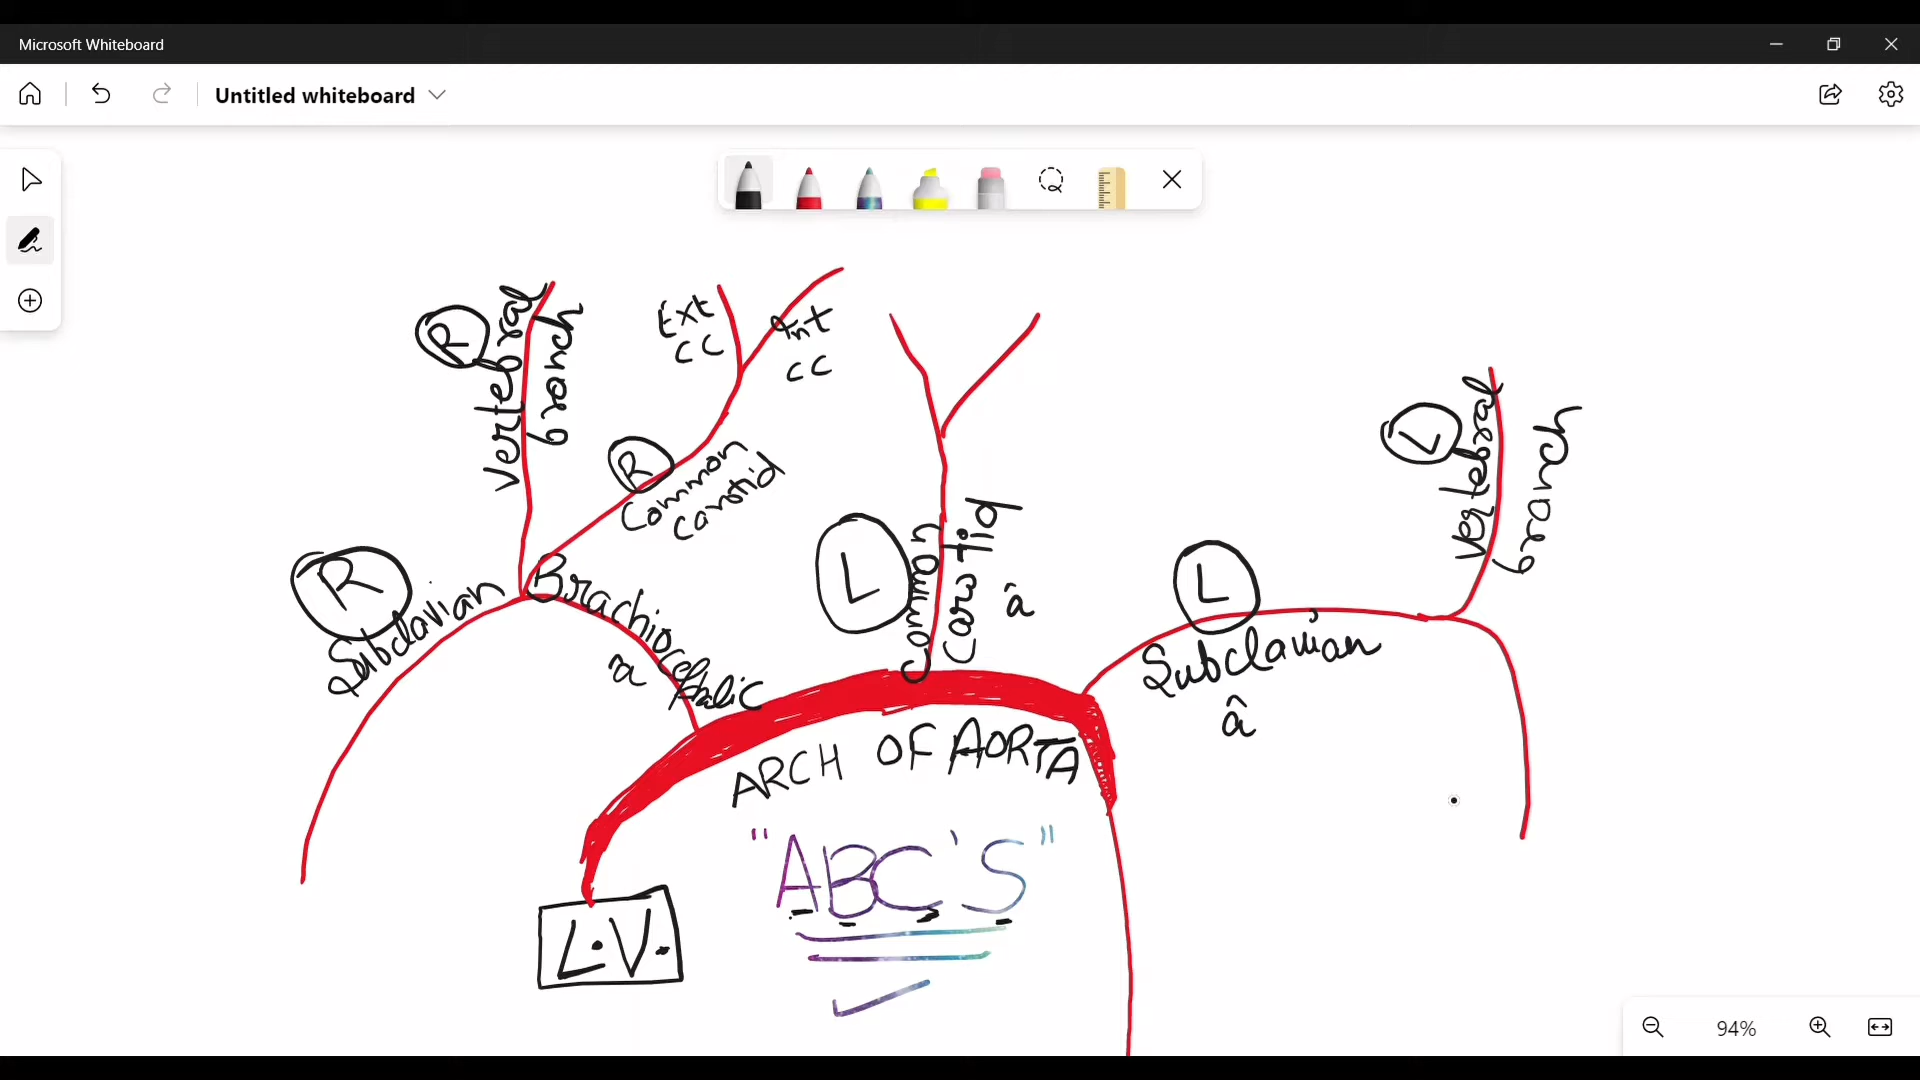 Microsoft Whiteboard
Untitled whiteboard
R
Vertebral
branch
Ext
CC
Int
CC
R
Common
Carotid
L
Common
Carotid
â
L
Vertebral
branch
R
Subclavian
Brachiocephalic
â
L
Subclavian
â
ARCH OF AORTA
"ABC'S"
L.V.
94%